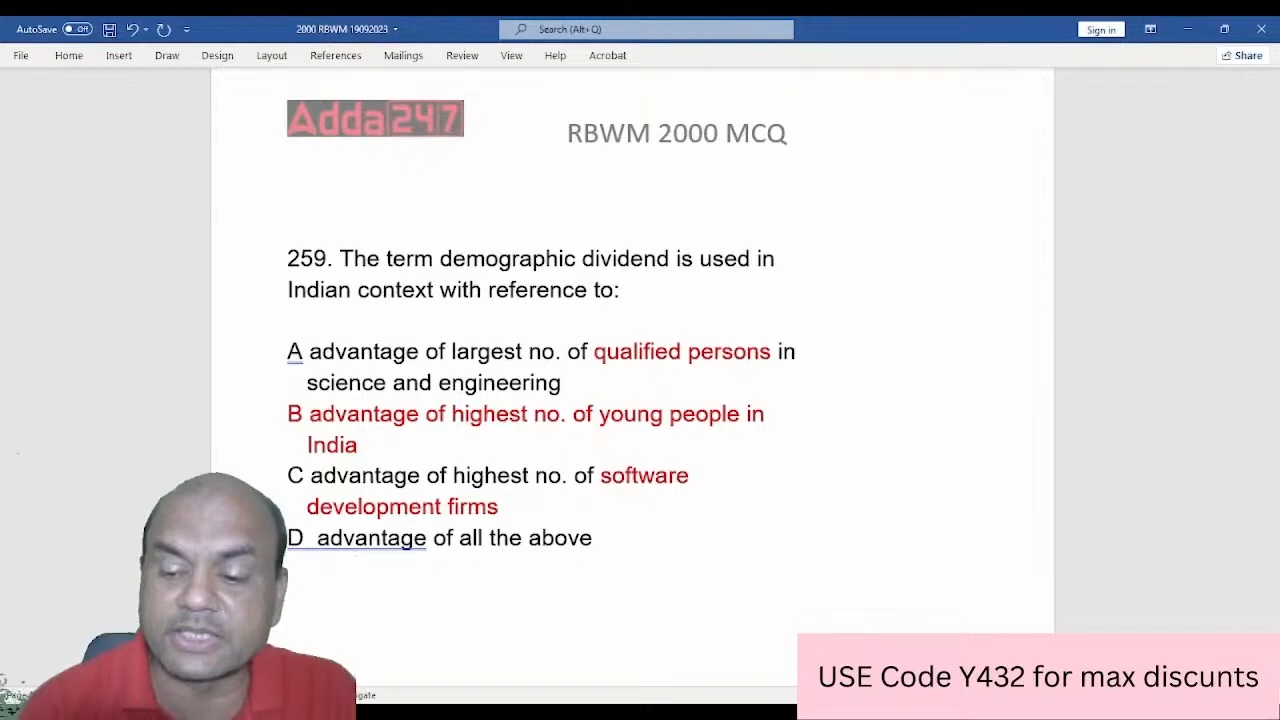 AutoSave Off 2000 RBWM 19092023 Search (Alt+Q) Sign in
File Home Insert Draw Design Layout References Mailings Review View Help Acrobat Share
Adda247
RBWM 2000 MCQ
259. The term demographic dividend is used in
Indian context with reference to:
A advantage of largest no. of qualified persons in
science and engineering
B advantage of highest no. of young people in
India
C advantage of highest no. of software
development firms
D advantage of all the above
USE Code Y432 for max discunts